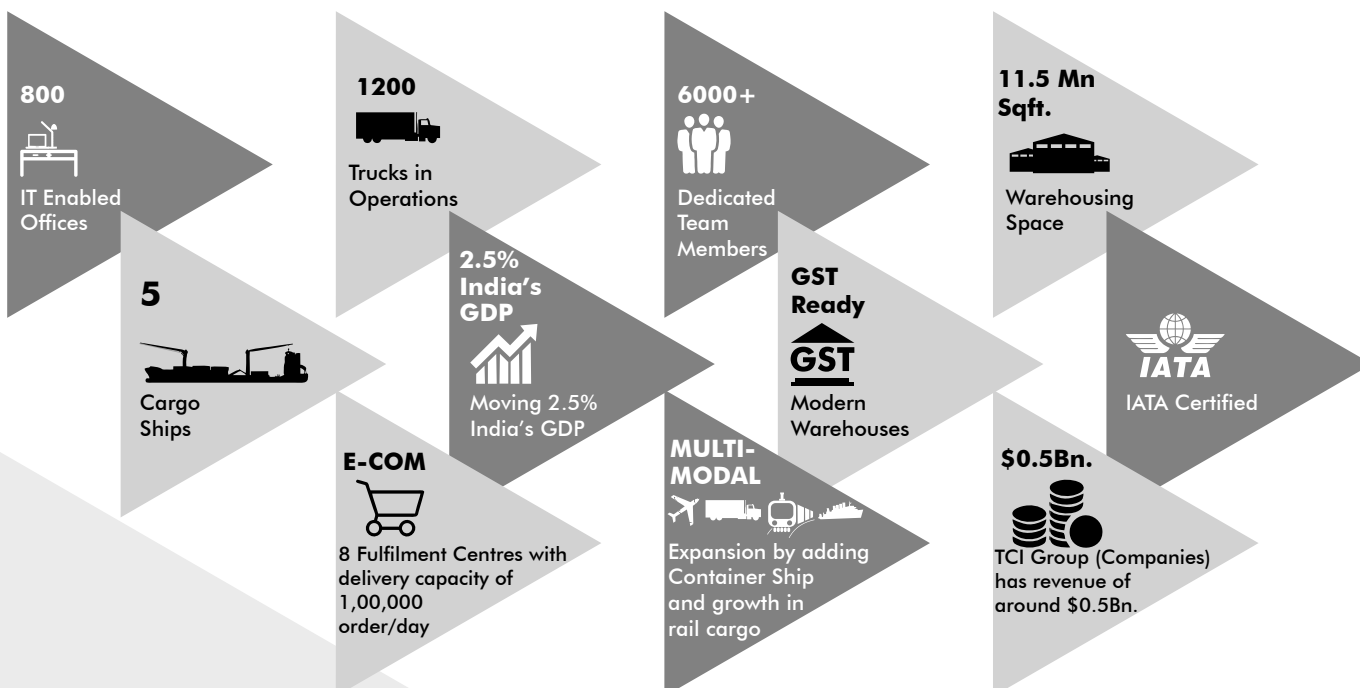 800
IT Enabled
Offices
1200
Trucks in
Operations
6000+
Dedicated
Team
Members
11.5 Mn
Sqft.
Warehousing
Space
5
Cargo
Ships
2.5%
India’s
GDP
Moving 2.5%
India’s GDP
GST
Ready
GST
Modern
Warehouses
IATA
IATA Certified
E-COM
8 Fulfilment Centres with
delivery capacity of
1,00,000
order/day
MULTI-
MODAL
Expansion by adding
Container Ship
and growth in
rail cargo
$0.5Bn.
TCI Group (Companies)
has revenue of
around $0.5Bn.